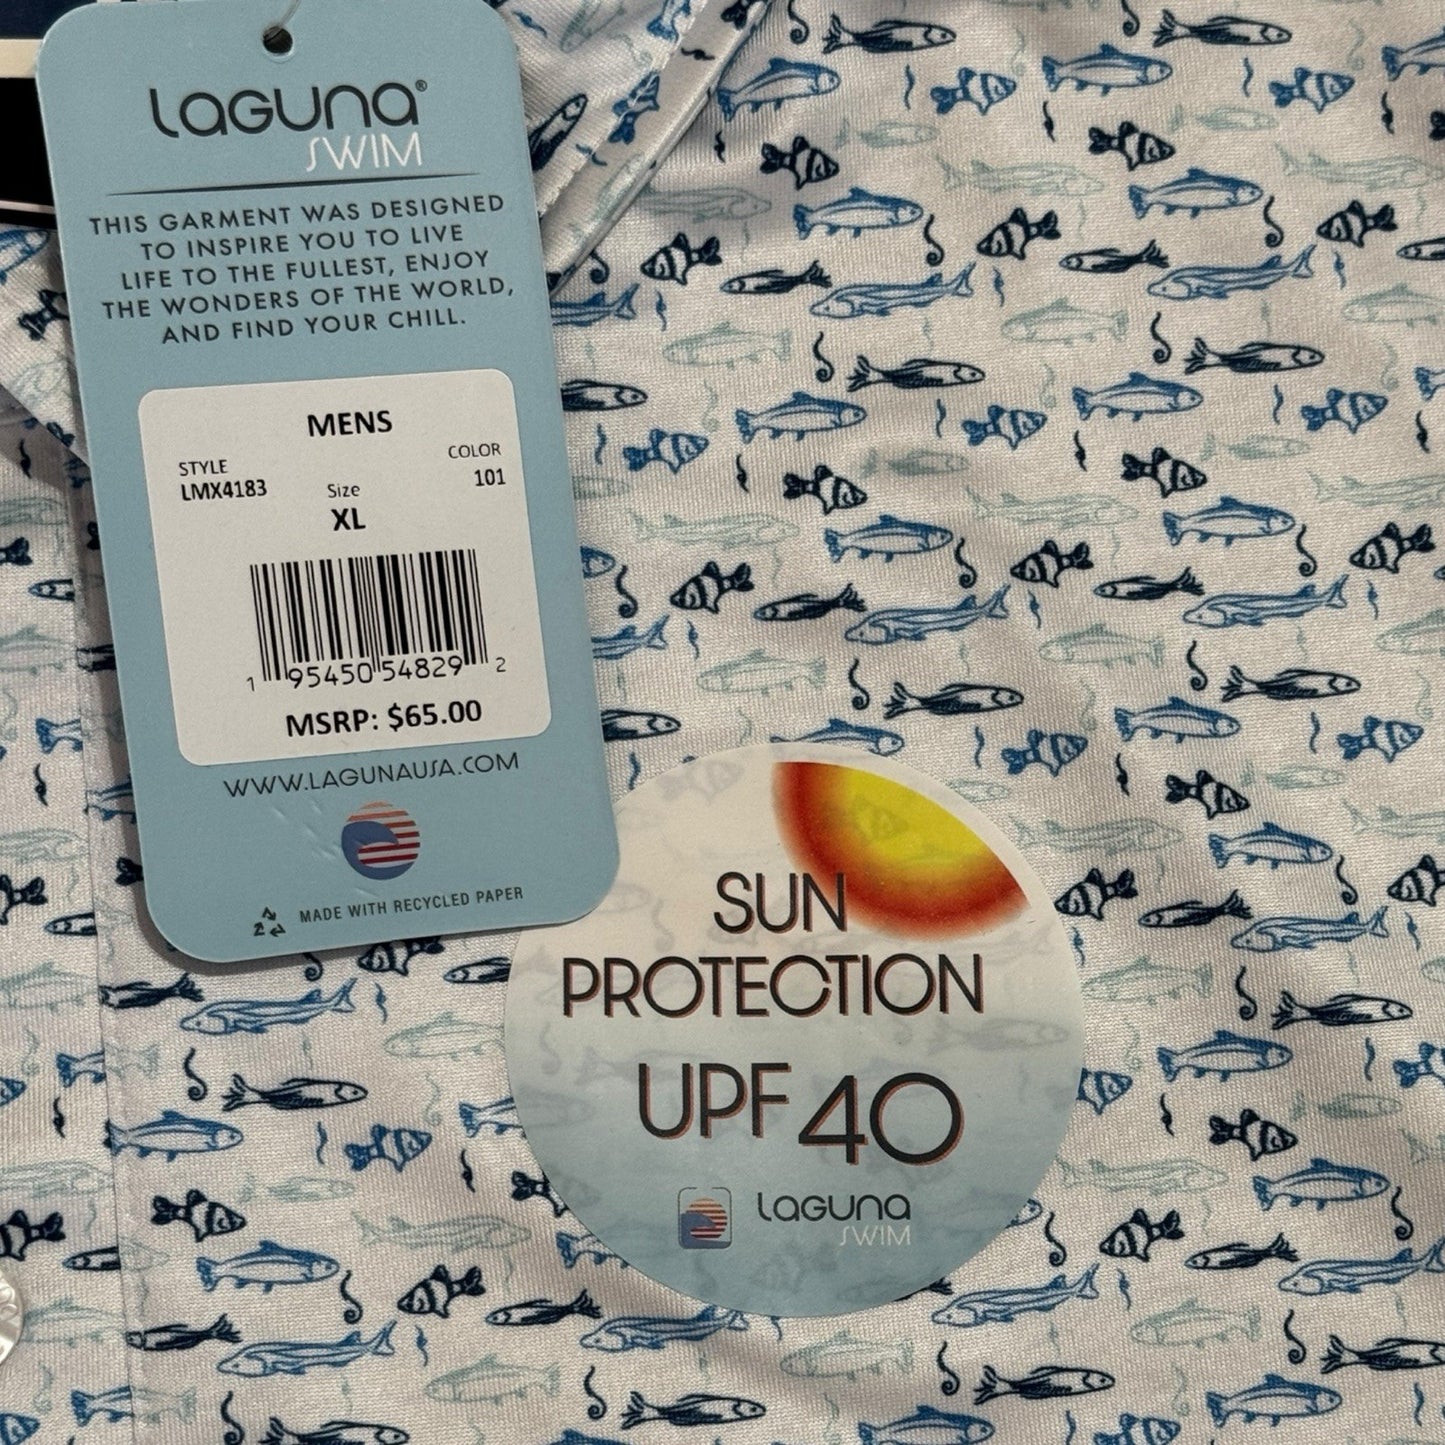 LAGUNA®
SWIM
THIS GARMENT WAS DESIGNED
TO INSPIRE YOU TO LIVE
LIFE TO THE FULLEST, ENJOY
THE WONDERS OF THE WORLD,
AND FIND YOUR CHILL.
MENS
STYLE
LMX4183
Size
XL
COLOR
101
1 95450 54829 2
MSRP: $65.00
WWW.LAGUNAUSA.COM
MADE WITH RECYCLED PAPER
SUN
PROTECTION
UPF 40
LAGUNA
SWIM